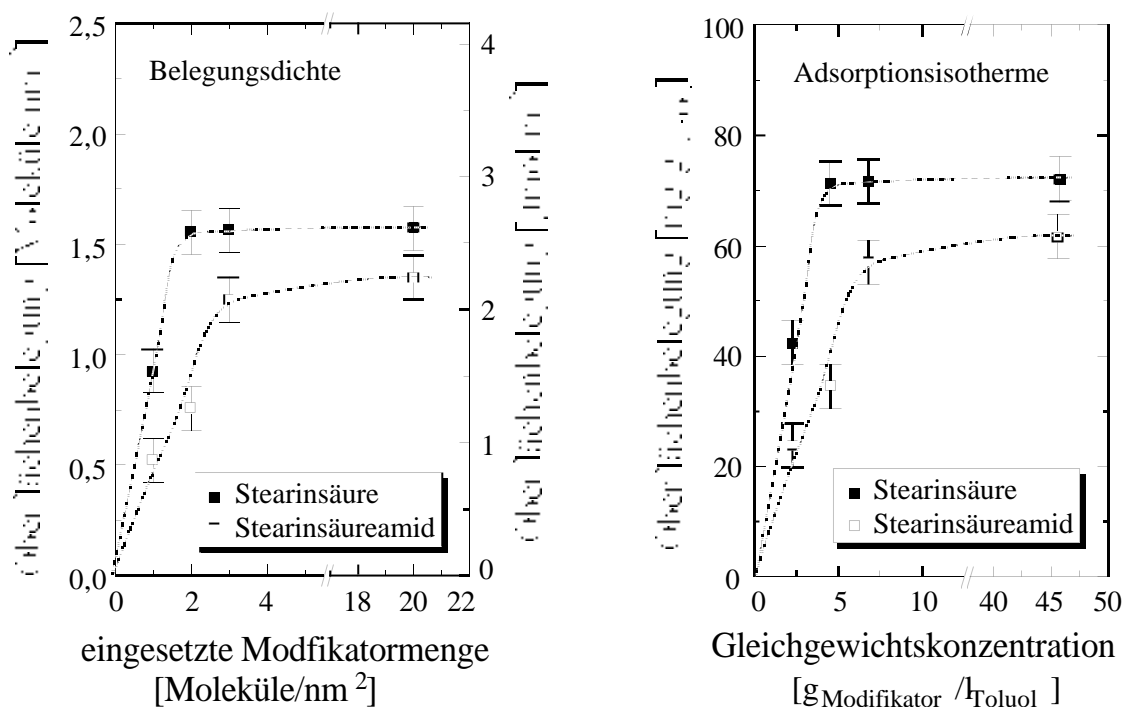 Belegungsdichte
2,5
2,0
1,5
1,0
0,5
0,0
4
3
2
1
0
Stearinsäure
Stearinsäureamid
0 2 4 18 20 22
eingesetzte Modfikatormenge
[Moleküle/nm 2]
Adsorptionsisotherme
100
80
60
40
20
0
Stearinsäure
Stearinsäureamid
0 5 10 40 45 50
Gleichgewichtskonzentration
[g Modifikator /l Toluol ]